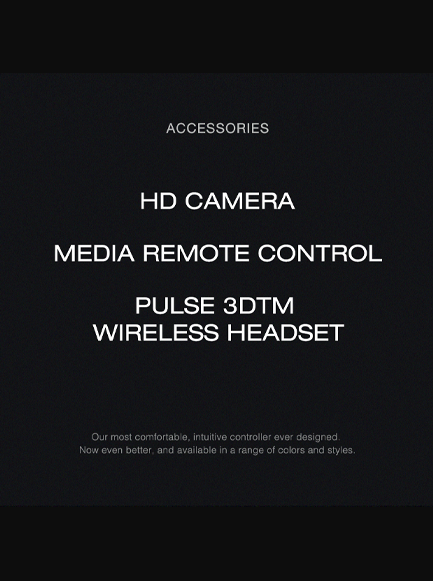 ACCESSORIES
HD CAMERA
MEDIA REMOTE CONTROL
PULSE 3DTM
WIRELESS HEADSET
Our most comfortable, intuitive controller ever designed.
Now even better, and available in a range of colors and styles.